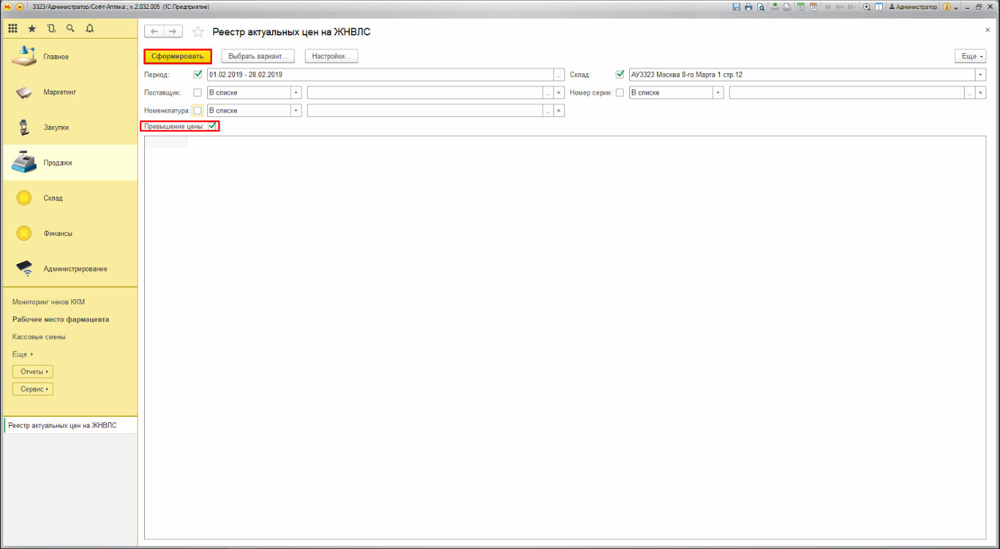 3323/Администратор/Софт-Аптека:, v.2.032.005 (1С:Предприятие)
M M+ M- Администратор
Реестр актуальных цен на ЖНВЛС
Сформировать Выбрать вариант... Настройки... Еще
Период: 01.02.2019 - 28.02.2019 ... Склад: АУ3323 Москва 8-го Марта 1 стр.12
Поставщик: В списке ... × Номер серии: В списке ... ×
Номенклатура: В списке ... ×
Превышение цены:
Главное
Маркетинг
Закупки
Продажи
Склад
Финансы
Администрирование
Мониторинг чеков ККМ
Рабочее место фармацевта
Кассовые смены
Еще
Отчеты
Сервис
Реестр актуальных цен на ЖНВЛС